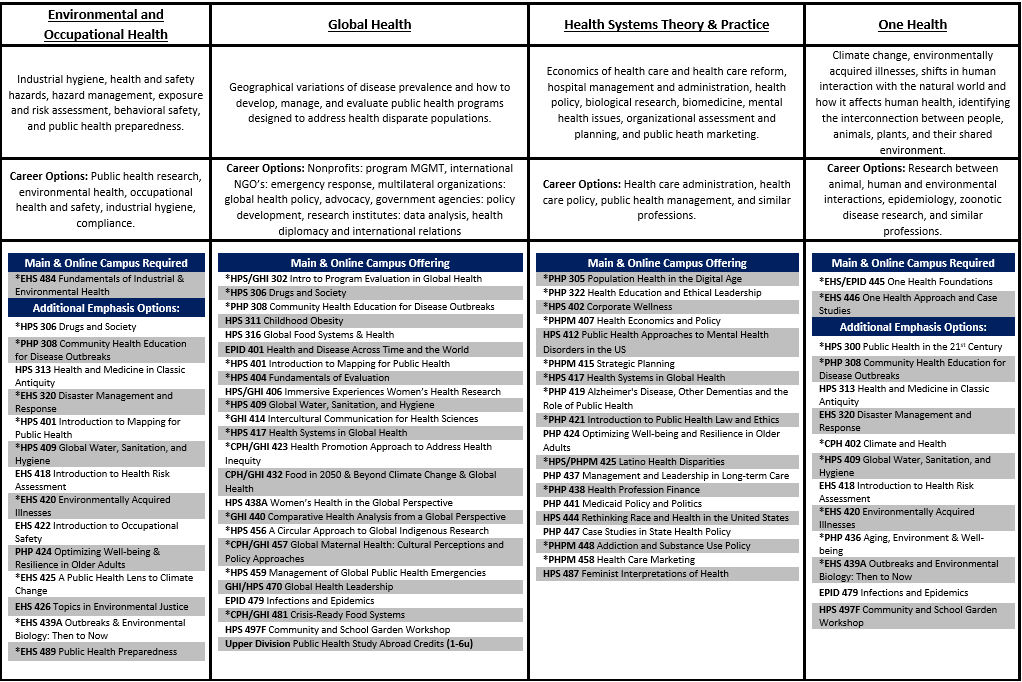 Environmental and
Occupational Health
Industrial hygiene, health and safety
hazards, hazard management, exposure
and risk assessment, behavioral safety,
and public health preparedness.
Career Options: Public health research,
environmental health, occupational
health and safety, industrial hygiene,
compliance.
Main & Online Campus Required
*EHS 484 Fundamentals of Industrial &
Environmental Health
Additional Emphasis Options:
*HPS 306 Drugs and Society
*PHP 308 Community Health Education
for Disease Outbreaks
HPS 313 Health and Medicine in Classic
Antiquity
*EHS 320 Disaster Management and
Response
*HPS 401 Introduction to Mapping for
Public Health
*HPS 409 Global Water, Sanitation, and
Hygiene
EHS 418 Introduction to Health Risk
Assessment
*EHS 420 Environmentally Acquired
Illnesses
EHS 422 Introduction to Occupational
Safety
PHP 424 Optimizing Well-being &
Resilience in Older Adults
*EHS 425 A Public Health Lens to Climate
Change
EHS 426 Topics in Environmental Justice
*EHS 439A Outbreaks & Environmental
Biology: Then to Now
*EHS 489 Public Health Preparedness
Global Health
Geographical variations of disease prevalence and how to
develop, manage, and evaluate public health programs
designed to address health disparate populations.
Career Options: Nonprofits: program MGMT, international
NGO's: emergency response, multilateral organizations:
global health policy, advocacy, government agencies: policy
development, research institutes: data analysis, health
diplomacy and international relations
Main & Online Campus Offering
*HPS/GHI 302 Intro to Program Evaluation in Global Health
*HPS 306 Drugs and Society
*PHP 308 Community Health Education for Disease Outbreaks
HPS 311 Childhood Obesity
HPS 316 Global Food Systems & Health
EPID 401 Health and Disease Across Time and the World
*HPS 401 Introduction to Mapping for Public Health
*HPS 404 Fundamentals of Evaluation
HPS/GHI 406 Immersive Experiences Women's Health Research
*HPS 409 Global Water, Sanitation, and Hygiene
*GHI 414 Intercultural Communication for Health Sciences
*HPS 417 Health Systems in Global Health
*CPH/GHI 423 Health Promotion Approach to Address Health
Inequity
CPH/GHI 432 Food in 2050 & Beyond Climate Change & Global
Health
HPS 438A Women's Health in the Global Perspective
*GHI 440 Comparative Health Analysis from a Global Perspective
*HPS 456 A Circular Approach to Global Indigenous Research
*CPH/GHI 457 Global Maternal Health: Cultural Perceptions and
Policy Approaches
*HPS 459 Management of Global Public Health Emergencies
GHI/HPS 470 Global Health Leadership
EPID 479 Infections and Epidemics
*CPH/GHI 481 Crisis-Ready Food Systems
HPS 497F Community and School Garden Workshop
Upper Division Public Health Study Abroad Credits (1-6u)
Health Systems Theory & Practice
Economics of health care and health care reform,
hospital management and administration, health
policy, biological research, biomedicine, mental
health issues, organizational assessment and
planning, and public heath marketing.
Career Options: Health care administration, health
care policy, public health management, and similar
professions.
Main & Online Campus Offering
*PHP 305 Population Health in the Digital Age
*PHP 322 Health Education and Ethical Leadership
*HPS 402 Corporate Wellness
*PHPM 407 Health Economics and Policy
HPS 412 Public Health Approaches to Mental Health
Disorders in the US
*PHPM 415 Strategic Planning
*HPS 417 Health Systems in Global Health
*PHP 419 Alzheimer's Disease, Other Dementias and the
Role of Public Health
*PHP 421 Introduction to Public Health Law and Ethics
PHP 424 Optimizing Well-being and Resilience in Older
Adults
*HPS/PHPM 425 Latino Health Disparities
PHP 437 Management and Leadership in Long-term Care
*PHP 438 Health Profession Finance
PHP 441 Medicaid Policy and Politics
HPS 444 Rethinking Race and Health in the United States
PHP 447 Case Studies in State Health Policy
*PHPM 448 Addiction and Substance Use Policy
*PHPM 458 Health Care Marketing
HPS 487 Feminist Interpretations of Health
One Health
Climate change, environmentally
acquired illnesses, shifts in human
interaction with the natural world and
how it affects human health, identifying
the interconnection between people,
animals, plants, and their shared
environment.
Career Options: Research between
animal, human and environmental
interactions, epidemiology, zoonotic
disease research, and similar
professions.
Main & Online Campus Required
*EHS/EPID 445 One Health Foundations
*EHS 446 One Health Approach and Case
Studies
Additional Emphasis Options:
*HPS 300 Public Health in the 21st Century
*PHP 308 Community Health Education for
Disease Outbreaks
HPS 313 Health and Medicine in Classic
Antiquity
EHS 320 Disaster Management and
Response
*CPH 402 Climate and Health
*HPS 409 Global Water, Sanitation, and
Hygiene
EHS 418 Introduction to Health Risk
Assessment
*EHS 420 Environmentally Acquired
Illnesses
*PHP 436 Aging, Environment & Well-
being
*EHS 439A Outbreaks and Environmental
Biology: Then to Now
EPID 479 Infections and Epidemics
HPS 497F Community and School Garden
Workshop